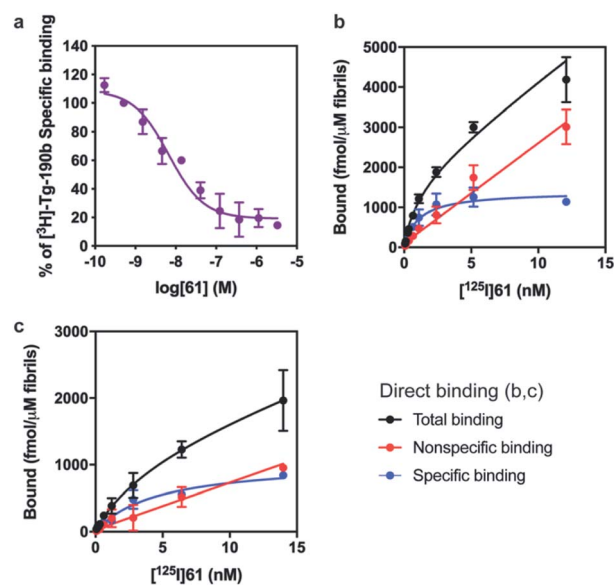 a
% of [³H]-Tg-190b Specific binding
140
120
100
80
60
40
20
0
-10 -9 -8 -7 -6 -5
log[61] (M)
b
Bound (fmol/µM fibrils)
5000
4000
3000
2000
1000
0
0 5 10 15
[¹²⁵I]61 (nM)
c
Bound (fmol/µM fibrils)
3000
2000
1000
0
0 5 10 15
[¹²⁵I]61 (nM)
Direct binding (b,c)
Total binding
Nonspecific binding
Specific binding